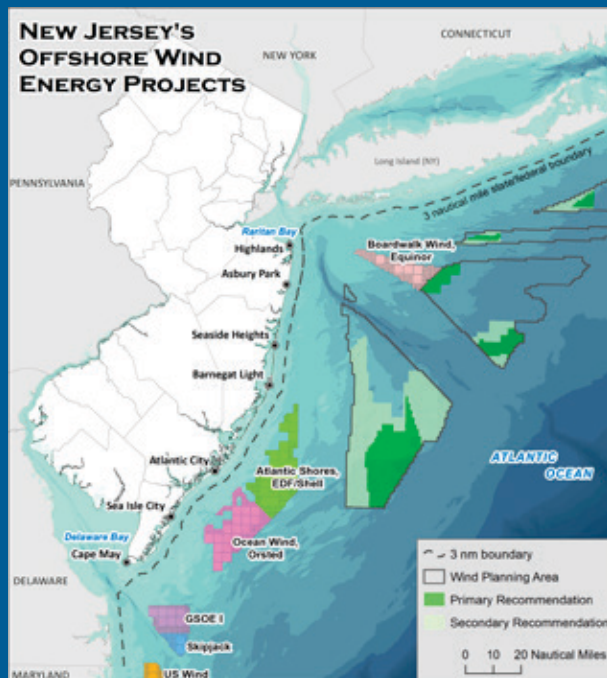 NEW JERSEY'S
OFFSHORE WIND
ENERGY PROJECTS
CONNECTICUT
NEW YORK
Long Island (NY)
PENNSYLVANIA
3 nautical mile state/federal boundary
Raritan Bay
Highlands
Boardwalk Wind,
Equinor
Asbury Park
Seaside Heights
Barnegat Light
Atlantic City
Atlantic Shores,
EDF/Shell
ATLANTIC
OCEAN
Sea Isle City
Delaware Bay
Ocean Wind,
Orsted
Cape May
DELAWARE
GSOE I
Skipjack
MARYLAND
US Wind
3 nm boundary
Wind Planning Area
Primary Recommendation
Secondary Recommendation
0 10 20 Nautical Miles